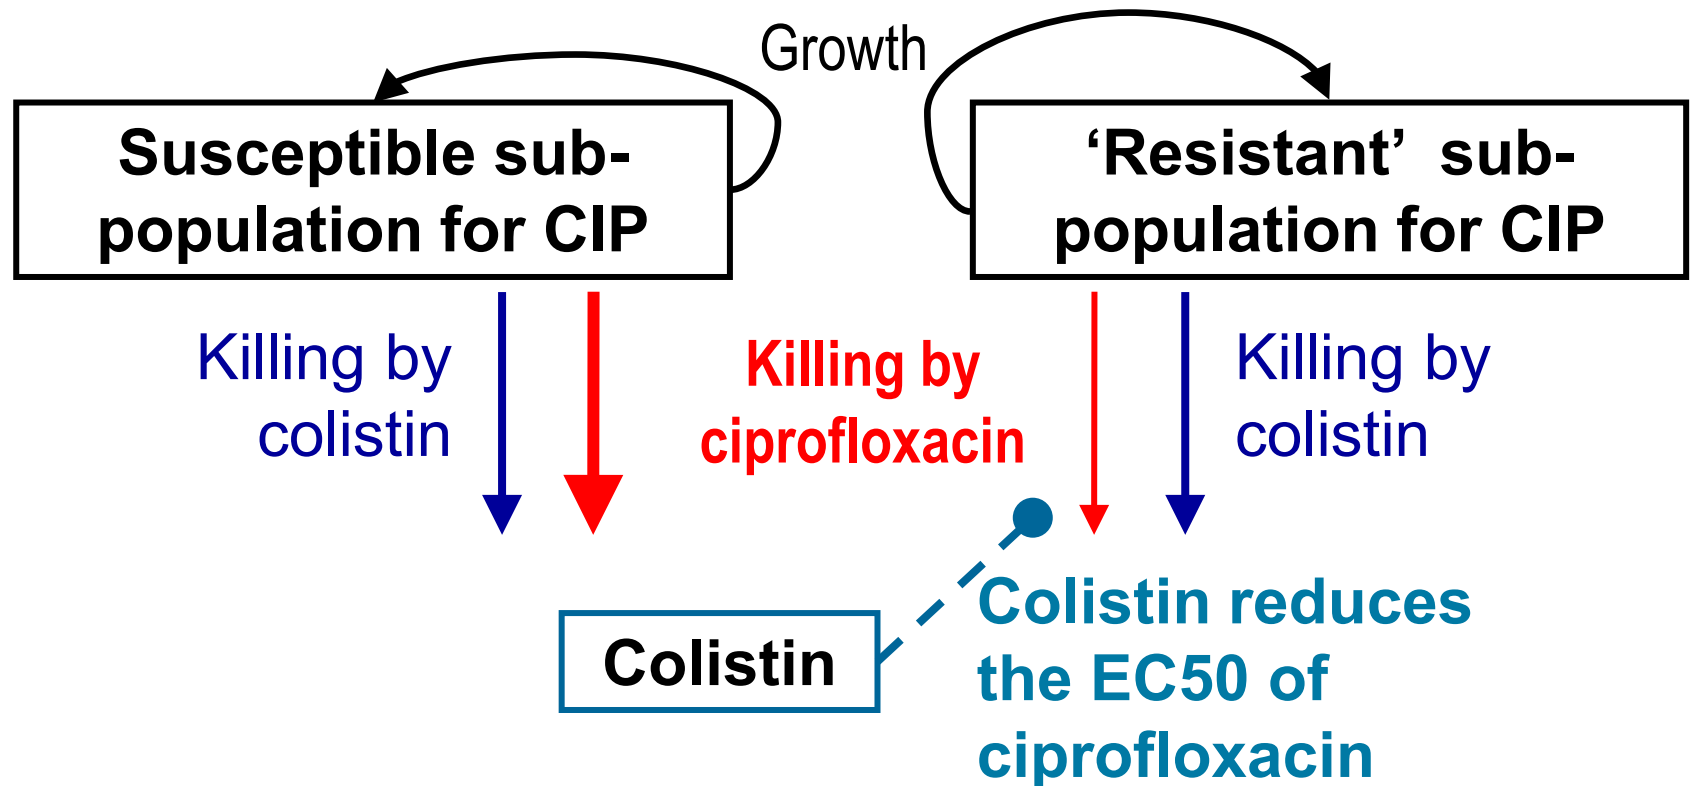 Growth
Susceptible sub-
population for CIP
‘Resistant’ sub-
population for CIP
Killing by
colistin
Killing by
ciprofloxacin
Killing by
colistin
Colistin
Colistin reduces
the EC50 of
ciprofloxacin